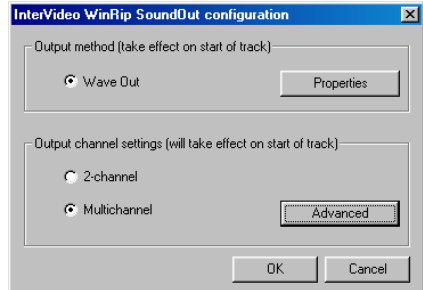 InterVideo WinRip SoundOut configuration
Output method (take effect on start of track)
Wave Out
Properties
Output channel settings (will take effect on start of track)
2-channel
Multichannel
Advanced
OK
Cancel